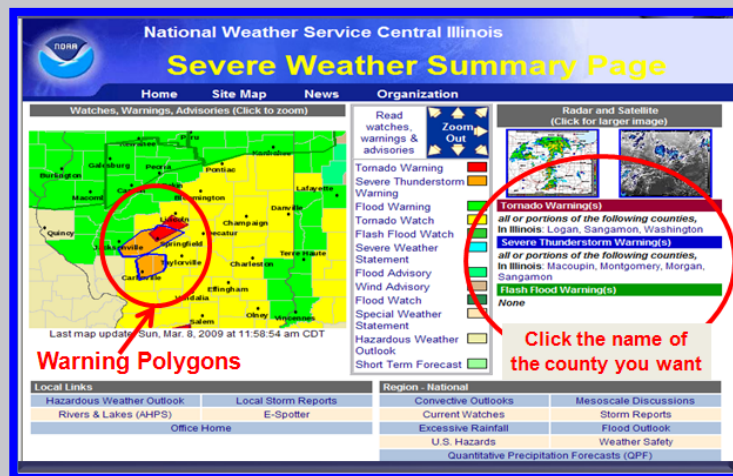 NOAA
National Weather Service Central Illinois
Severe Weather Summary Page
Home Site Map News Organization
Watches, Warnings, Advisories (Click to zoom)
Peru
Kankakee
Galesburg
Peoria
Pontiac
Burlington
Macomb
Bloomington
Lafayette
Lincoln
Danville
Champaign
Quincy
Jacksonville
Springfield
Decatur
Taylorville
Charleston
Terre Haute
Carlinville
Effingham
Vandalia
Olney
Vincennes
Salem
Last map update: Sun, Mar. 8, 2009 at 11:58:54 am CDT
Warning Polygons
Read
watches,
warnings &
advisories
Zoom
Out
Tornado Warning
Severe Thunderstorm
Warning
Flood Warning
Tornado Watch
Flash Flood Watch
Severe Weather
Statement
Flood Advisory
Wind Advisory
Flood Watch
Special Weather
Statement
Hazardous Weather
Outlook
Short Term Forecast
Radar and Satellite
(Click for larger image)
Tornado Warning(s)
all or portions of the following counties,
In Illinois: Logan, Sangamon, Washington
Severe Thunderstorm Warning(s)
all or portions of the following counties,
In Illinois: Macoupin, Montgomery, Morgan,
Sangamon
Flash Flood Warning(s)
None
Click the name of
the county you want
Local Links
Hazardous Weather Outlook Local Storm Reports
Rivers & Lakes (AHPS) E-Spotter
Office Home
Region - National
Convective Outlooks Mesoscale Discussions
Current Watches Storm Reports
Excessive Rainfall Flood Outlook
U.S. Hazards Weather Safety
Quantitative Precipitation Forecasts (QPF)